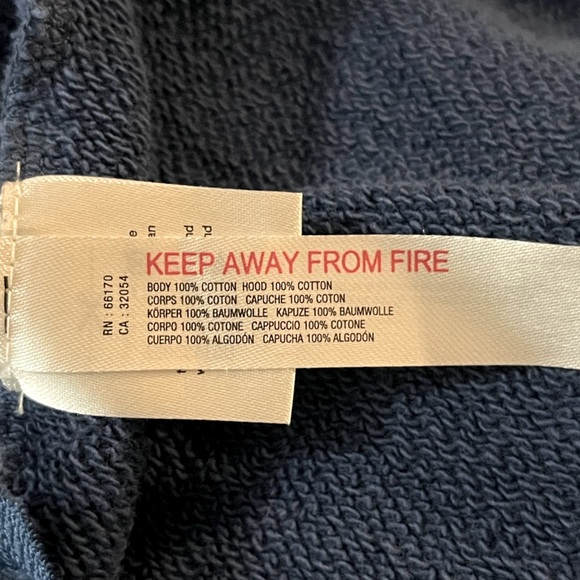 KEEP AWAY FROM FIRE
BODY 100% COTTON HOOD 100% COTTON
CORPS 100% COTON CAPUCHE 100% COTON
KÖRPER 100% BAUMWOLLE KAPUZE 100% BAUMWOLLE
CORPO 100% COTONE CAPPUCCIO 100% COTONE
CUERPO 100% ALGODÓN CAPUCHA 100% ALGODÓN
RN : 66170
CA : 32054